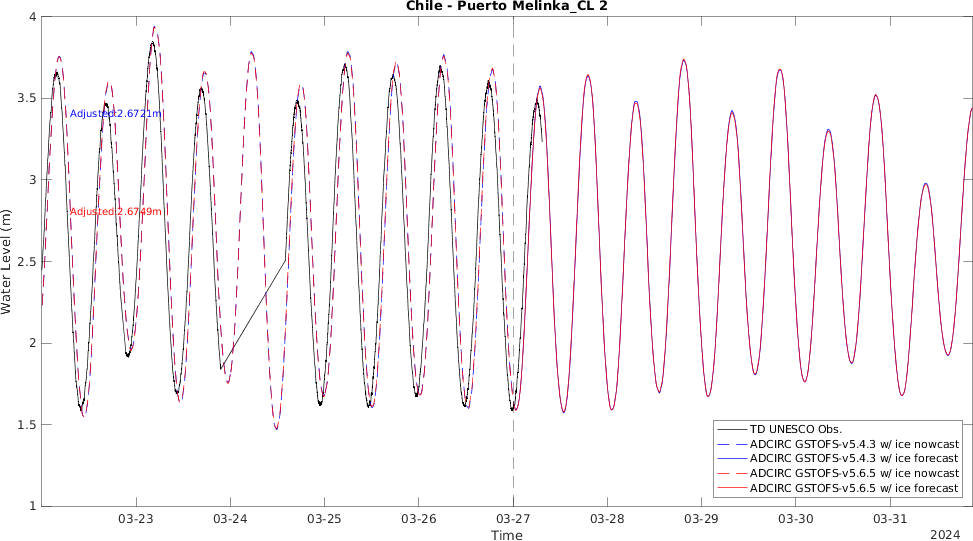 Chile - Puerto Melinka_CL 2
4
3.5
3
2.5
2
1.5
1
Water Level (m)
Adjusted:2.6721m
Adjusted:2.6749m
TD UNESCO Obs.
ADCIRC GSTOFS-v5.4.3 w/ ice nowcast
ADCIRC GSTOFS-v5.4.3 w/ ice forecast
ADCIRC GSTOFS-v5.6.5 w/ ice nowcast
ADCIRC GSTOFS-v5.6.5 w/ ice forecast
03-23 03-24 03-25 03-26 03-27 03-28 03-29 03-30 03-31
Time
2024